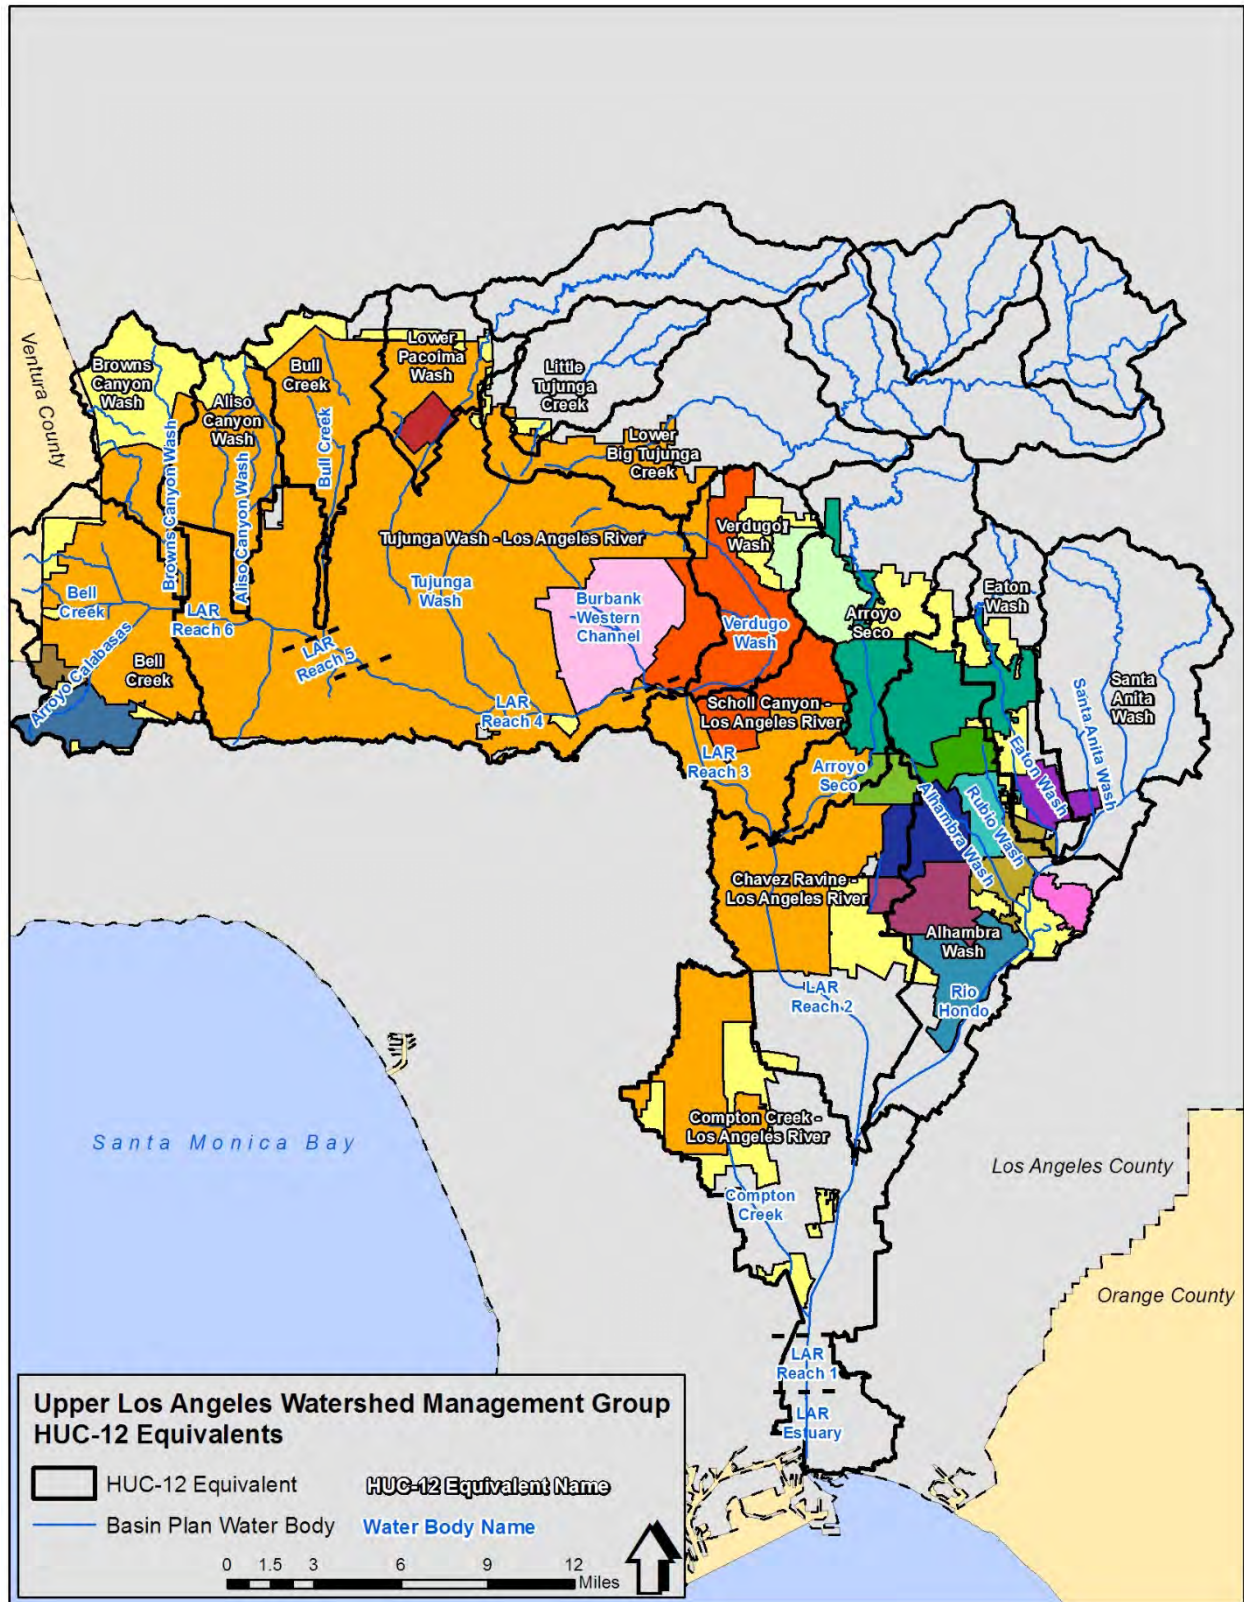 Ventura County
Browns
Canyon
Wash
Aliso
Canyon
Wash
Bull
Creek
Lower
Pacoima
Wash
Little
Tujunga
Creek
Lower
Big Tujunga
Creek
Browns Canyon Wash
Aliso Canyon Wash
Bull Creek
Verdugo
Wash
Tujunga Wash - Los Angeles River
Tujunga
Wash
Burbank
Western
Channel
Verdugo
Wash
Arroyo
Seco
Eaton
Wash
Bell
Creek
LAR
Reach 6
LAR
Reach 5
Arroyo Calabasas
Bell
Creek
LAR
Reach 4
Scholl Canyon -
Los Angeles River
Santa
Anita
Wash
Santa Anita Wash
LAR
Reach 3
Arroyo
Seco
Eaton Wash
Rubio Wash
Alhambra Wash
Chavez Ravine -
Los Angeles River
Alhambra
Wash
LAR
Reach 2
Rio
Hondo
Compton Creek -
Los Angeles River
Santa Monica Bay
Los Angeles County
Compton
Creek
Orange County
LAR
Reach 1
LAR
Estuary
Upper Los Angeles Watershed Management Group
HUC-12 Equivalents
HUC-12 Equivalent
HUC-12 Equivalent Name
Basin Plan Water Body
Water Body Name
0 1.5 3 6 9 12
Miles